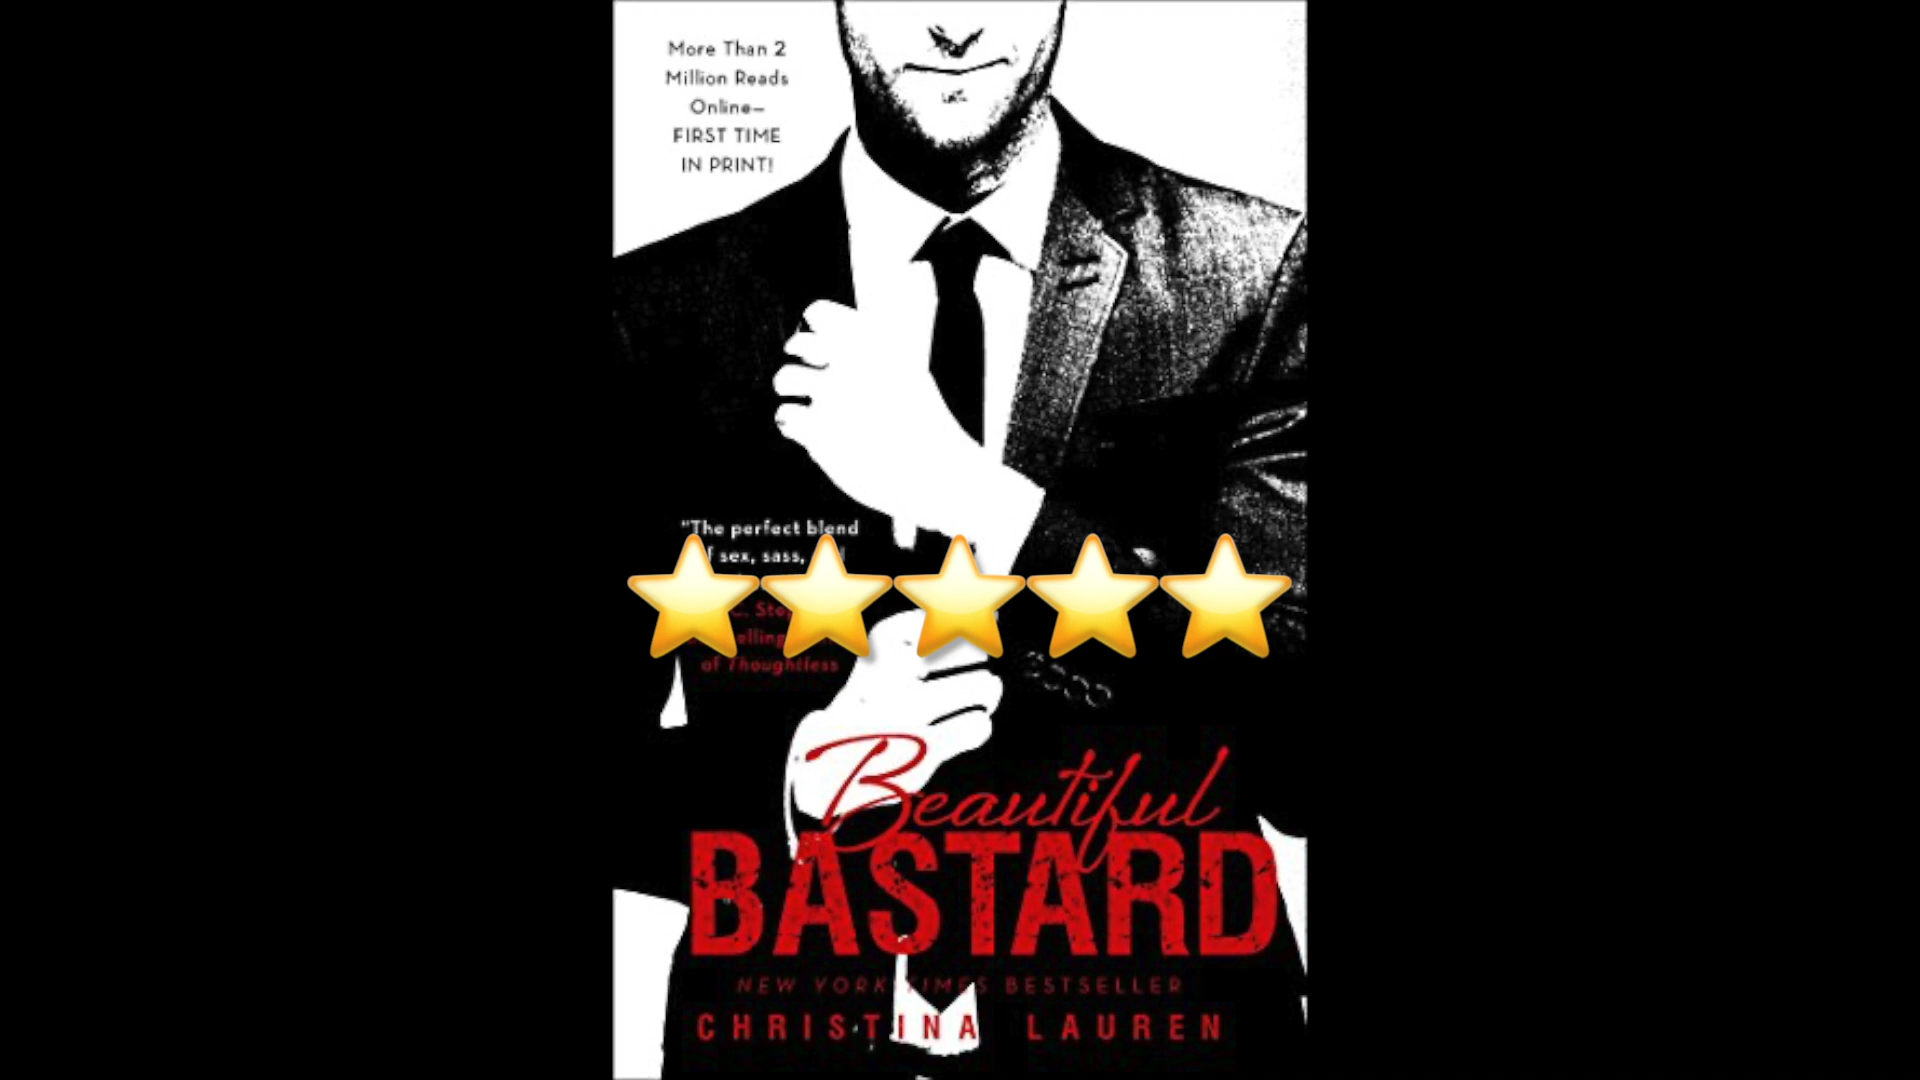 More Than 2
Million Reads
Online—
FIRST TIME
IN PRINT!
"The perfect blend
sex, sass,
of Thoughtless
Beautiful
BASTARD
NEW YORK TIMES BESTSELLER
CHRISTINA LAUREN